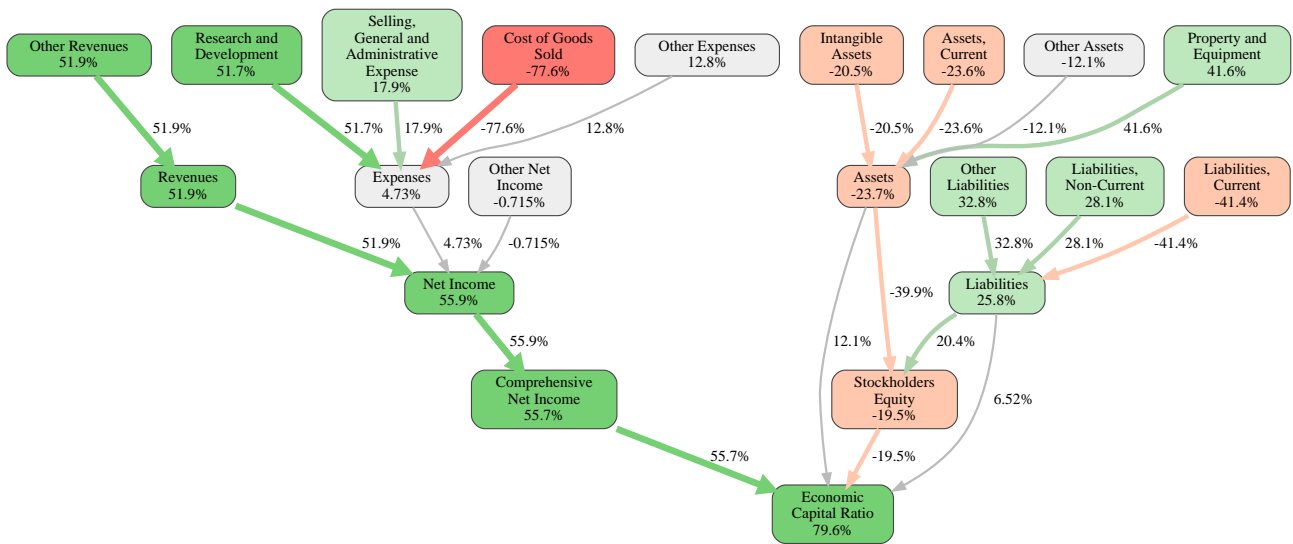 Other Revenues
51.9%
Research and
Development
51.7%
Selling,
General and
Administrative
Expense
17.9%
Cost of Goods
Sold
-77.6%
Other Expenses
12.8%
Intangible
Assets
-20.5%
Assets,
Current
-23.6%
Other Assets
-12.1%
Property and
Equipment
41.6%
51.9%
51.7%
17.9%
-77.6%
12.8%
-20.5%
-23.6%
-12.1%
41.6%
Revenues
51.9%
Expenses
4.73%
Other Net
Income
-0.715%
Assets
-23.7%
Other
Liabilities
32.8%
Liabilities,
Non-Current
28.1%
Liabilities,
Current
-41.4%
51.9%
4.73%
-0.715%
32.8%
28.1%
-41.4%
Net Income
55.9%
-39.9%
Liabilities
25.8%
55.9%
12.1%
20.4%
Comprehensive
Net Income
55.7%
Stockholders
Equity
-19.5%
6.52%
55.7%
-19.5%
Economic
Capital Ratio
79.6%